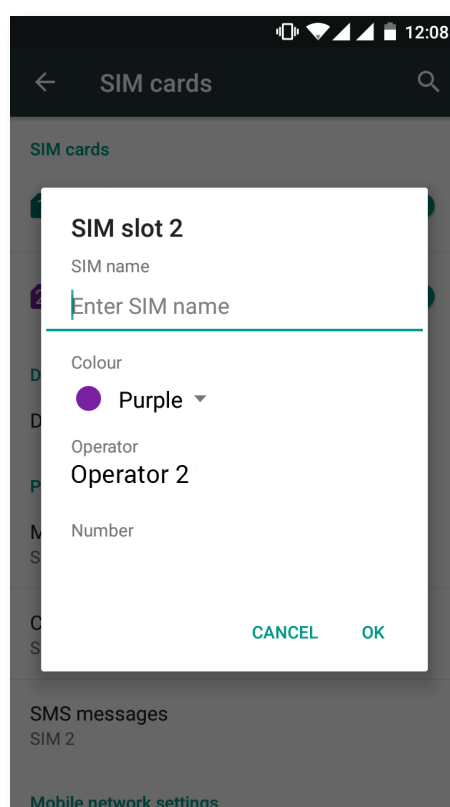 12:08
SIM cards
SIM cards
SIM slot 2
SIM name
Enter SIM name
Colour
Purple
Operator
Operator 2
Number
CANCEL OK
SMS messages
SIM 2
Mobile network settings